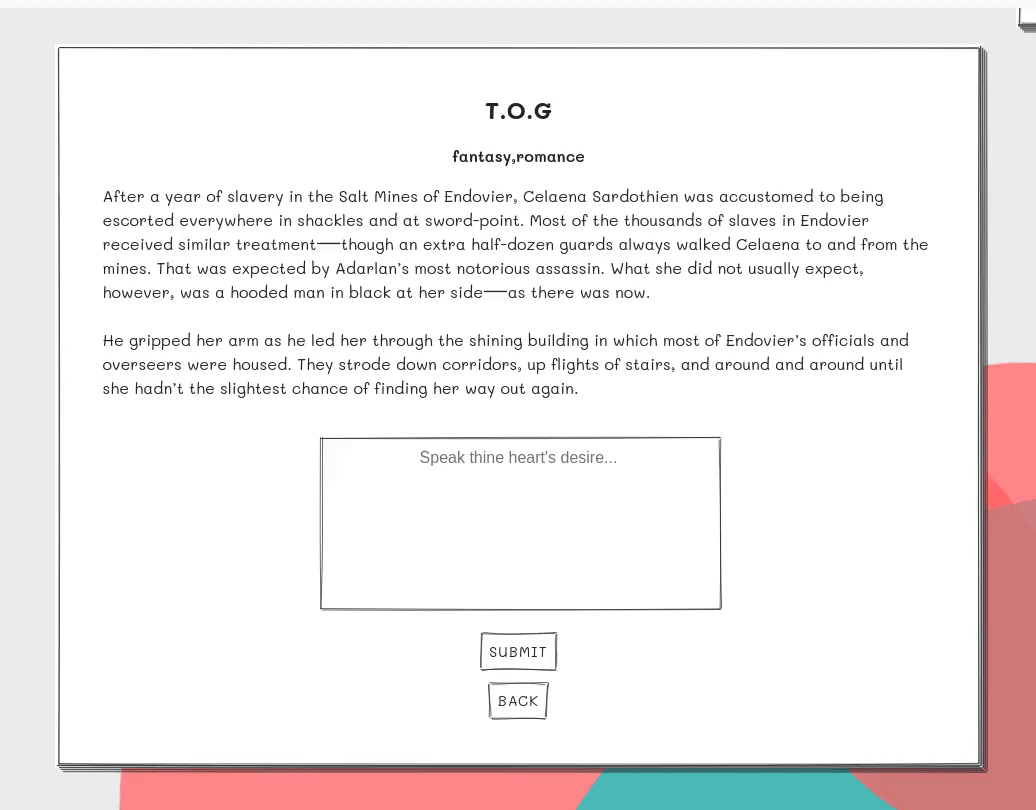 T.O.G
fantasy,romance
After a year of slavery in the Salt Mines of Endovier, Celaena Sardothien was accustomed to being
escorted everywhere in shackles and at sword-point. Most of the thousands of slaves in Endovier
received similar treatment—though an extra half-dozen guards always walked Celaena to and from the
mines. That was expected by Adarlan’s most notorious assassin. What she did not usually expect,
however, was a hooded man in black at her side—as there was now.
He gripped her arm as he led her through the shining building in which most of Endovier’s officials and
overseers were housed. They strode down corridors, up flights of stairs, and around and around until
she hadn’t the slightest chance of finding her way out again.
Speak thine heart's desire...
SUBMIT
BACK